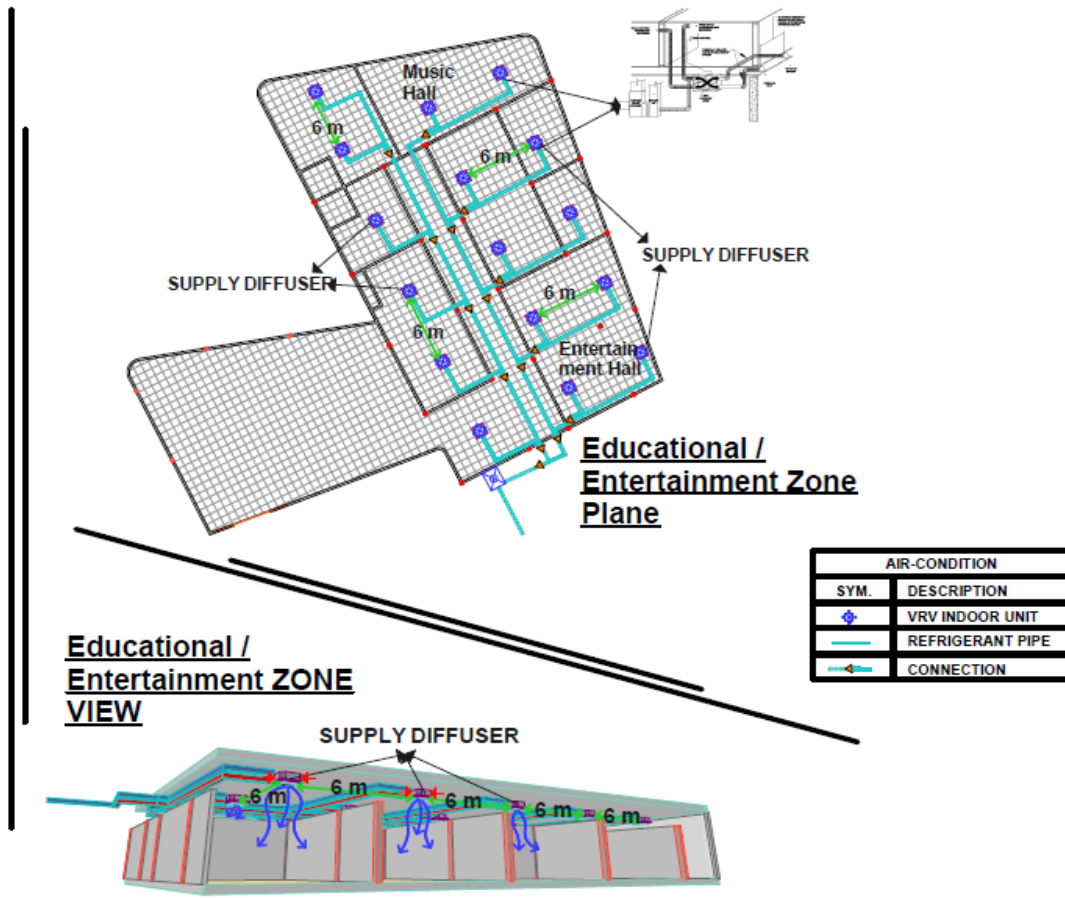 Music
Hall
6 m
6 m
SUPPLY DIFFUSER
SUPPLY DIFFUSER
6 m
6 m
Entertain
ment Hall
Educational /
Entertainment Zone
Plane
AIR-CONDITION
SYM. DESCRIPTION
VRV INDOOR UNIT
REFRIGERANT PIPE
CONNECTION
Educational /
Entertainment ZONE
VIEW
SUPPLY DIFFUSER
6 m
6 m
6 m
6 m
6 m